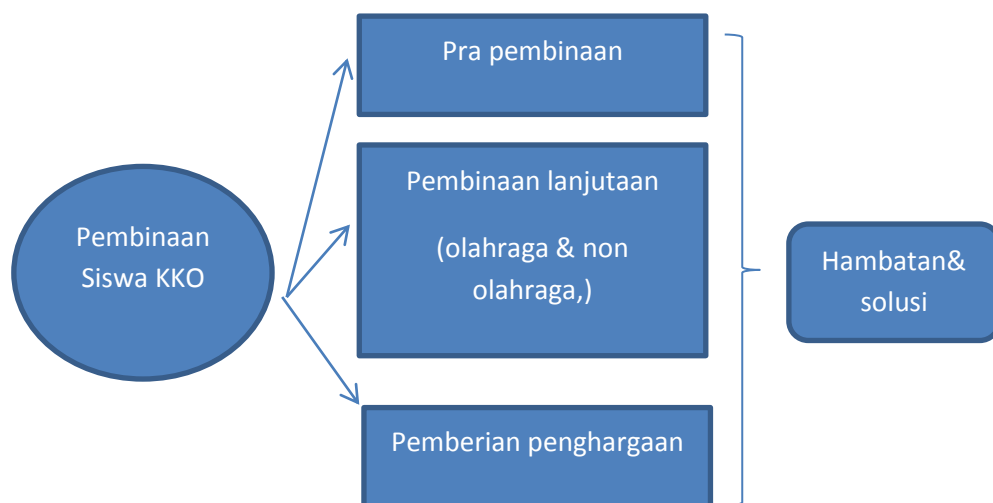 Pra pembinaan
Pembinaan lanjutaan
(olahraga & non
olahraga,)
Pembinaan
Siswa KKO
Hambatan&
solusi
Pemberian penghargaan